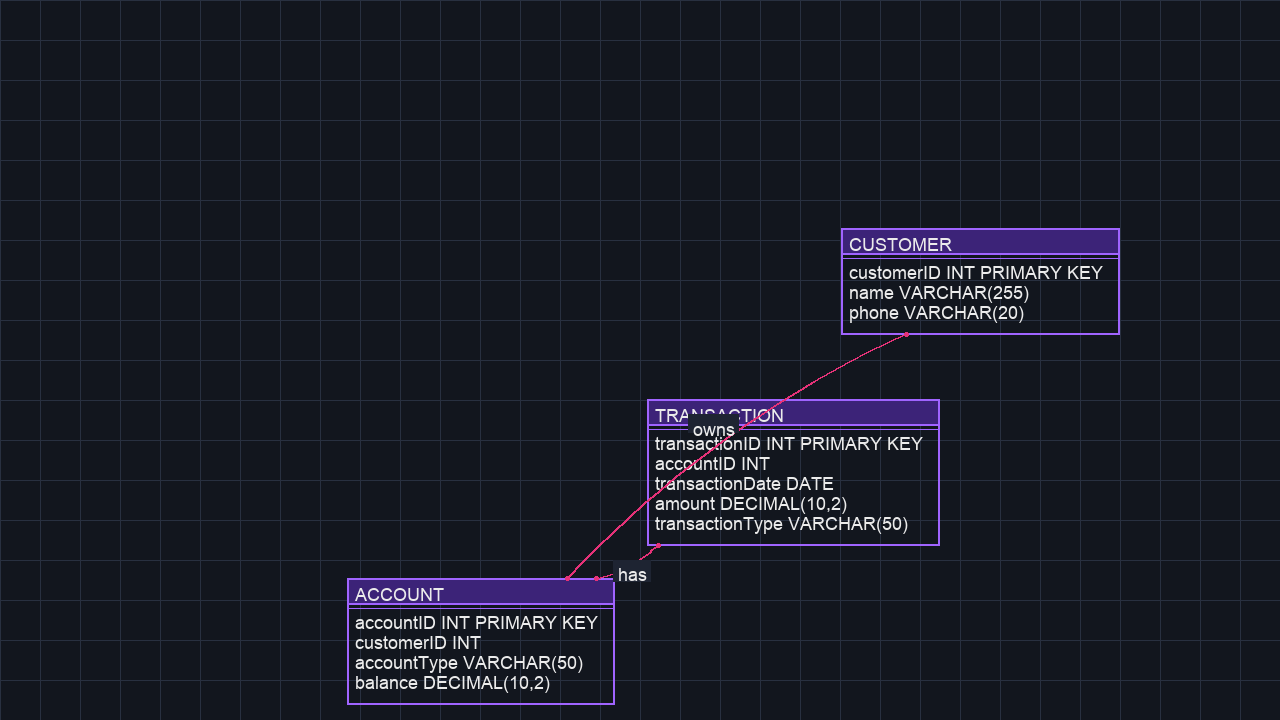 CUSTOMER
customerID INT PRIMARY KEY
name VARCHAR(255)
phone VARCHAR(20)
TRANSACTION
owns
transactionID INT PRIMARY KEY
accountID INT
transactionDate DATE
amount DECIMAL(10,2)
transactionType VARCHAR(50)
has
ACCOUNT
accountID INT PRIMARY KEY
customerID INT
accountType VARCHAR(50)
balance DECIMAL(10,2)